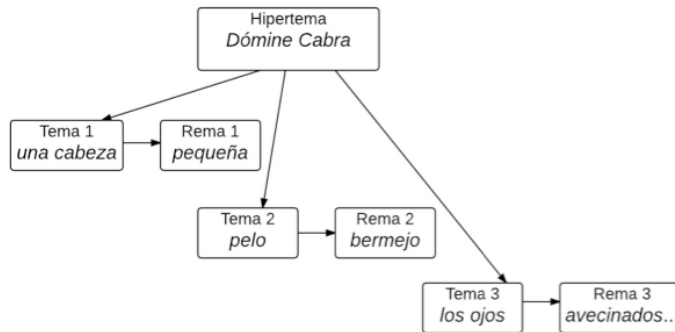 Hipertema
Dómine Cabra
Tema 1
una cabeza
Rema 1
pequeña
Tema 2
pelo
Rema 2
bermejo
Tema 3
los ojos
Rema 3
avecinados...